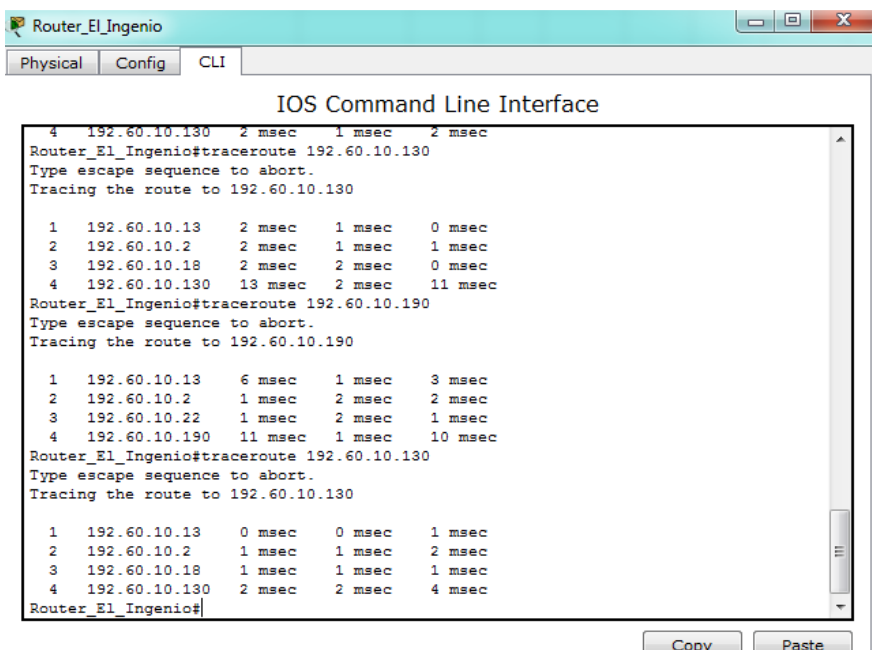 Router_El_Ingenio
Physical Config CLI
IOS Command Line Interface
4 192.60.10.130 2 msec 1 msec 2 msec
Router_El_Ingenio#traceroute 192.60.10.130
Type escape sequence to abort.
Tracing the route to 192.60.10.130
1 192.60.10.13 2 msec 1 msec 0 msec
2 192.60.10.2 2 msec 1 msec 1 msec
3 192.60.10.18 2 msec 2 msec 0 msec
4 192.60.10.130 13 msec 2 msec 11 msec
Router_El_Ingenio#traceroute 192.60.10.190
Type escape sequence to abort.
Tracing the route to 192.60.10.190
1 192.60.10.13 6 msec 1 msec 3 msec
2 192.60.10.2 1 msec 2 msec 2 msec
3 192.60.10.22 1 msec 2 msec 1 msec
4 192.60.10.190 11 msec 1 msec 10 msec
Router_El_Ingenio#traceroute 192.60.10.130
Type escape sequence to abort.
Tracing the route to 192.60.10.130
1 192.60.10.13 0 msec 0 msec 1 msec
2 192.60.10.2 1 msec 1 msec 2 msec
3 192.60.10.18 1 msec 1 msec 1 msec
4 192.60.10.130 2 msec 2 msec 4 msec
Router_El_Ingenio#
Copy Paste